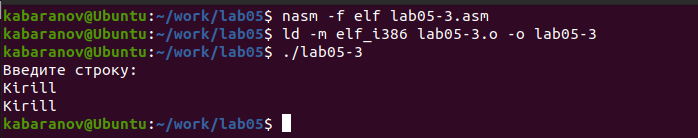 kabaranov@Ubuntu:~/work/lab05$ nasm -f elf lab05-3.asm
kabaranov@Ubuntu:~/work/lab05$ ld -m elf_i386 lab05-3.o -o lab05-3
kabaranov@Ubuntu:~/work/lab05$ ./lab05-3
Введите строку:
Kirill
Kirill
kabaranov@Ubuntu:~/work/lab05$